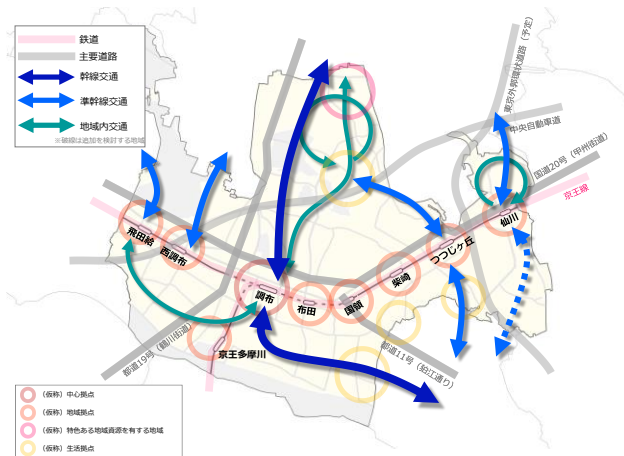 鉄道
主要道路
幹線交通
準幹線交通
地域内交通
※破線は追加を検討する地域
東京外郭環状道路（予定）
中央自動車道
国道20号（甲州街道）
京王線
仙川
つつじヶ丘
柴崎
国領
布田
調布
西調布
飛田給
京王多摩川
都道19号（鶴川街道）
都道11号（狛江通り）
（仮称）中心拠点
（仮称）地域拠点
（仮称）特色ある地域資源を有する地域
（仮称）生活拠点